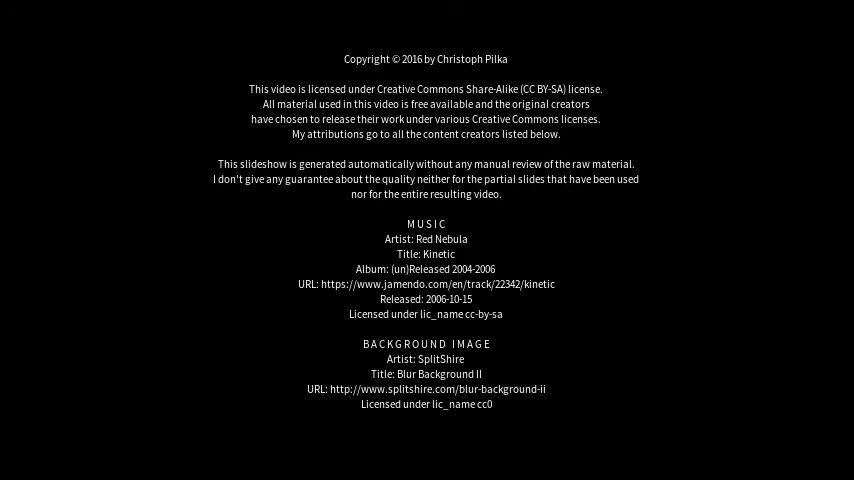 Copyright © 2016 by Christoph Pilka
This video is licensed under Creative Commons Share-Alike (CC BY-SA) license.
All material used in this video is free available and the original creators
have chosen to release their work under various Creative Commons licenses.
My attributions go to all the content creators listed below.
This slideshow is generated automatically without any manual review of the raw material.
I don't give any guarantee about the quality neither for the partial slides that have been used
nor for the entire resulting video.
M U S I C
Artist: Red Nebula
Title: Kinetic
Album: (un)Released 2004-2006
URL: https://www.jamendo.com/en/track/22342/kinetic
Released: 2006-10-15
Licensed under lic_name cc-by-sa
B A C K G R O U N D   I M A G E
Artist: SplitShire
Title: Blur Background II
URL: http://www.splitshire.com/blur-background-ii
Licensed under lic_name cc0